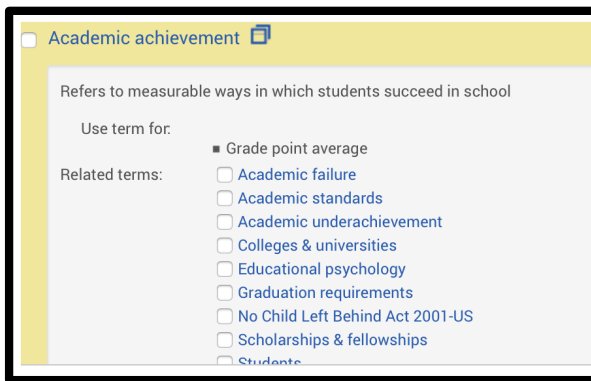 Academic achievement
Refers to measurable ways in which students succeed in school
Use term for:
Grade point average
Related terms:
Academic failure
Academic standards
Academic underachievement
Colleges & universities
Educational psychology
Graduation requirements
No Child Left Behind Act 2001-US
Scholarships & fellowships
Students